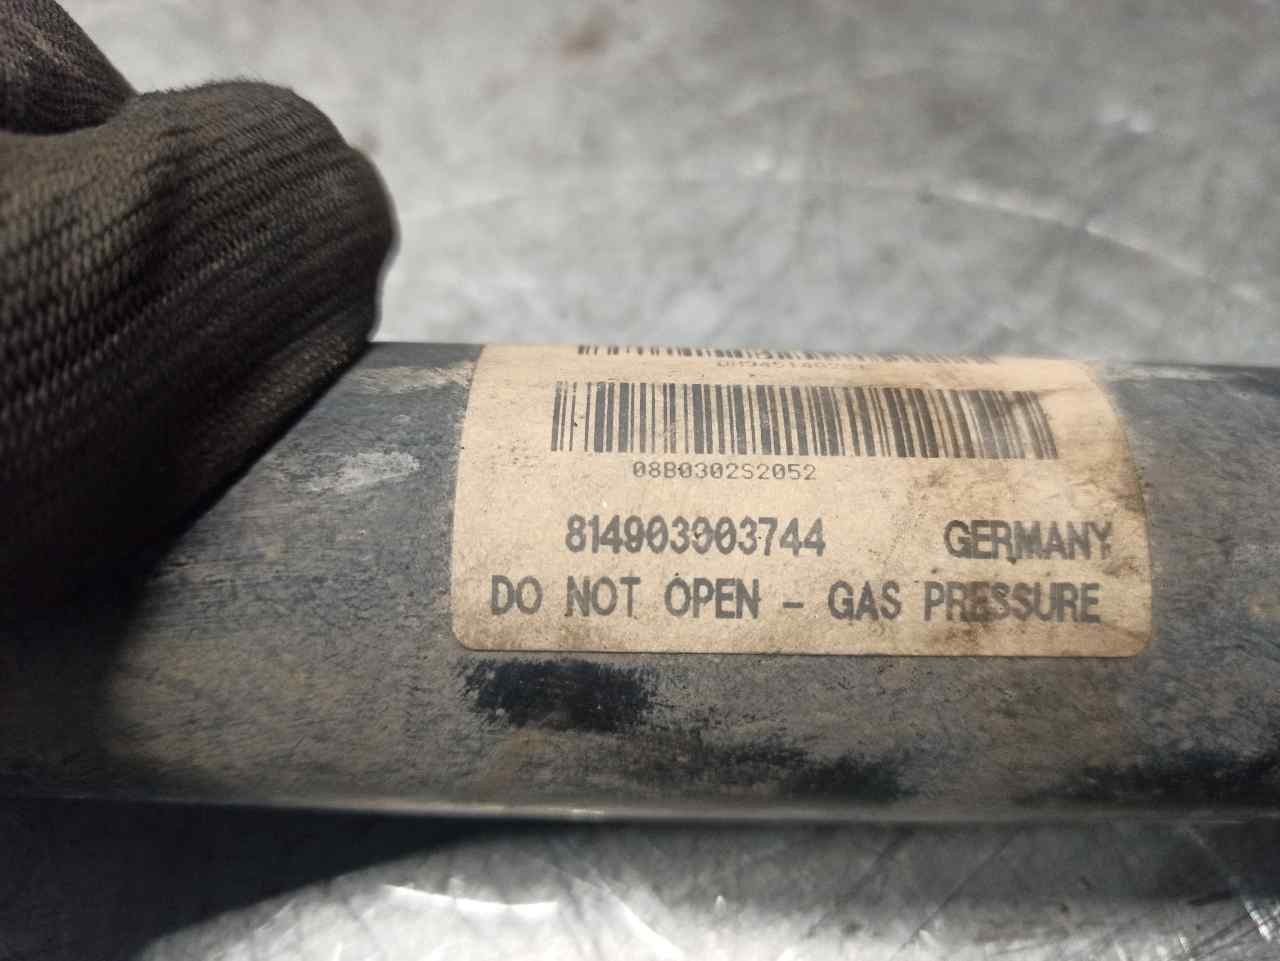 08B0302S2052
814903003744 GERMANY
DO NOT OPEN - GAS PRESSURE